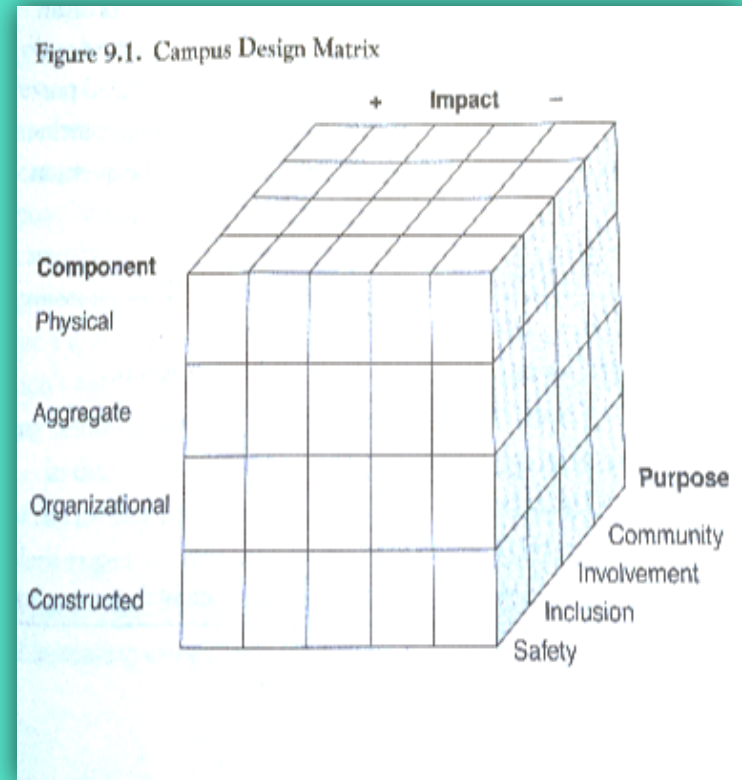 Figure 9.1. Campus Design Matrix
+ Impact −
Component
Physical
Aggregate
Organizational
Constructed
Purpose
Community
Involvement
Inclusion
Safety